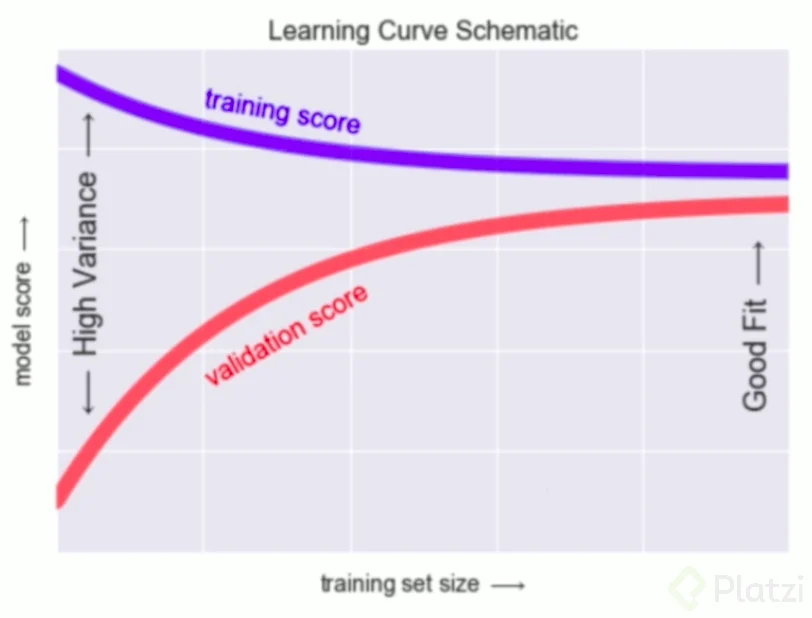 Learning Curve Schematic
training score
← High Variance →
model score →
validation score
Good Fit →
training set size →
Platzi